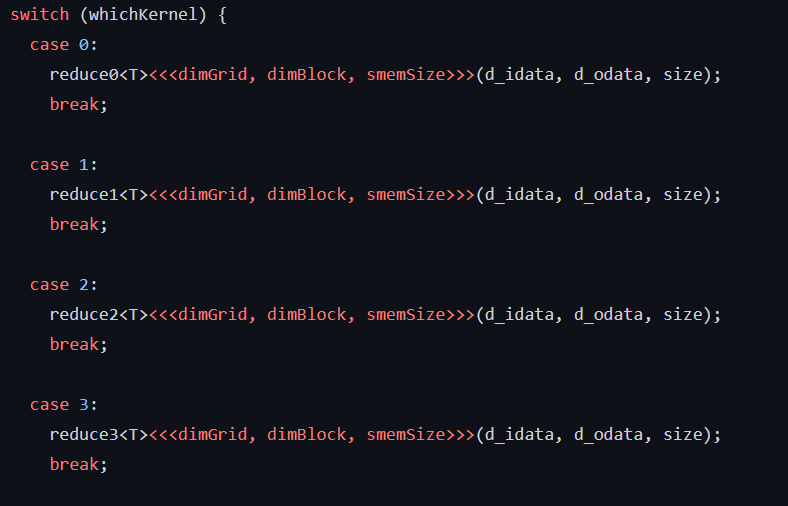 switch (whichKernel) {
case 0:
reduce0<T><<<dimGrid, dimBlock, smemSize>>>(d_idata, d_odata, size);
break;
case 1:
reduce1<T><<<dimGrid, dimBlock, smemSize>>>(d_idata, d_odata, size);
break;
case 2:
reduce2<T><<<dimGrid, dimBlock, smemSize>>>(d_idata, d_odata, size);
break;
case 3:
reduce3<T><<<dimGrid, dimBlock, smemSize>>>(d_idata, d_odata, size);
break;